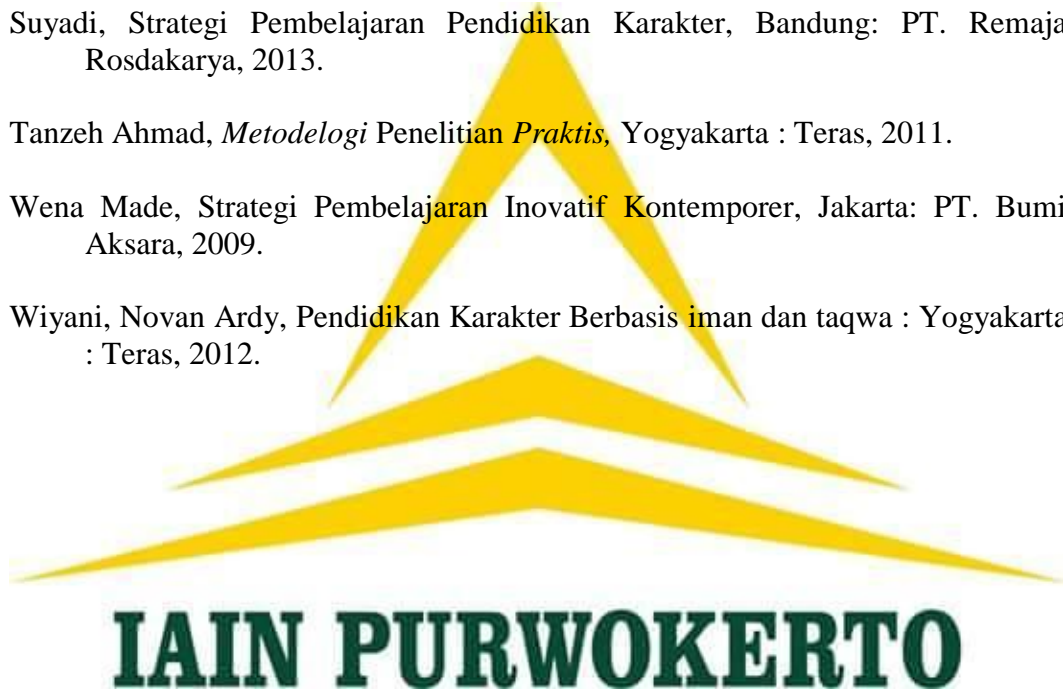 Suyadi, Strategi Pembelajaran Pendidikan Karakter, Bandung: PT. Remaja
Rosdakarya, 2013.
Tanzeh Ahmad, Metodelogi Penelitian Praktis, Yogyakarta : Teras, 2011.
Wena Made, Strategi Pembelajaran Inovatif Kontemporer, Jakarta: PT. Bumi
Aksara, 2009.
Wiyani, Novan Ardy, Pendidikan Karakter Berbasis iman dan taqwa : Yogyakarta
: Teras, 2012.
IAIN PURWOKERTO